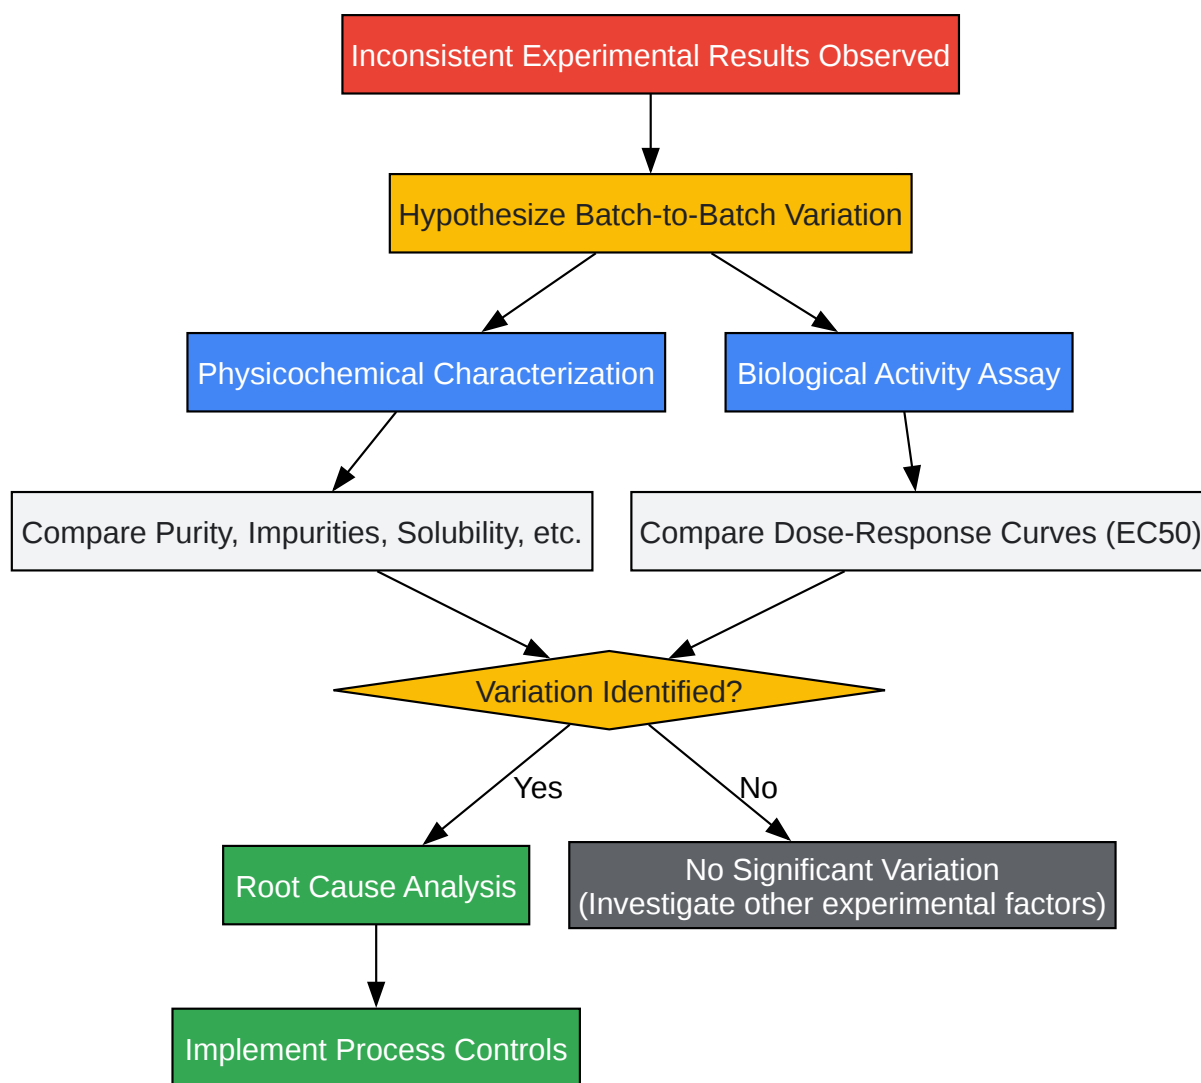 Inconsistent Experimental Results Observed
Hypothesize Batch-to-Batch Variation
Physicochemical Characterization
Biological Activity Assay
Compare Purity, Impurities, Solubility, etc.
Compare Dose-Response Curves (EC50)
Variation Identified?
Yes
No
Root Cause Analysis
No Significant Variation
(Investigate other experimental factors)
Implement Process Controls